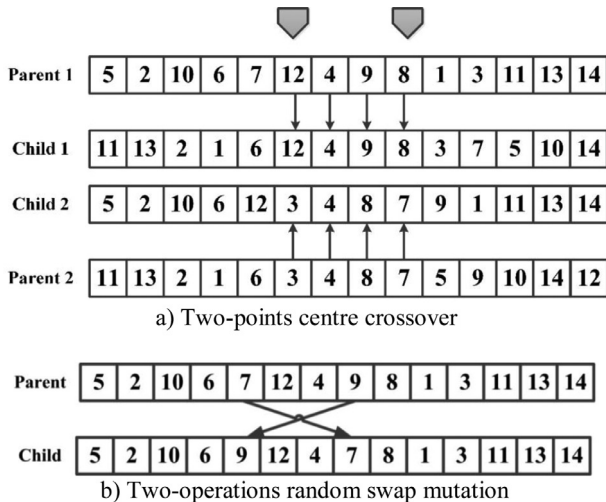 Parent 1 5 2 10 6 7 12 4 9 8 1 3 11 13 14
Child 1 11 13 2 1 6 12 4 9 8 3 7 5 10 14
Child 2 5 2 10 6 12 3 4 8 7 9 1 11 13 14
Parent 2 11 13 2 1 6 3 4 8 7 5 9 10 14 12
a) Two-points centre crossover
Parent 5 2 10 6 7 12 4 9 8 1 3 11 13 14
Child 5 2 10 6 9 12 4 7 8 1 3 11 13 14
b) Two-operations random swap mutation